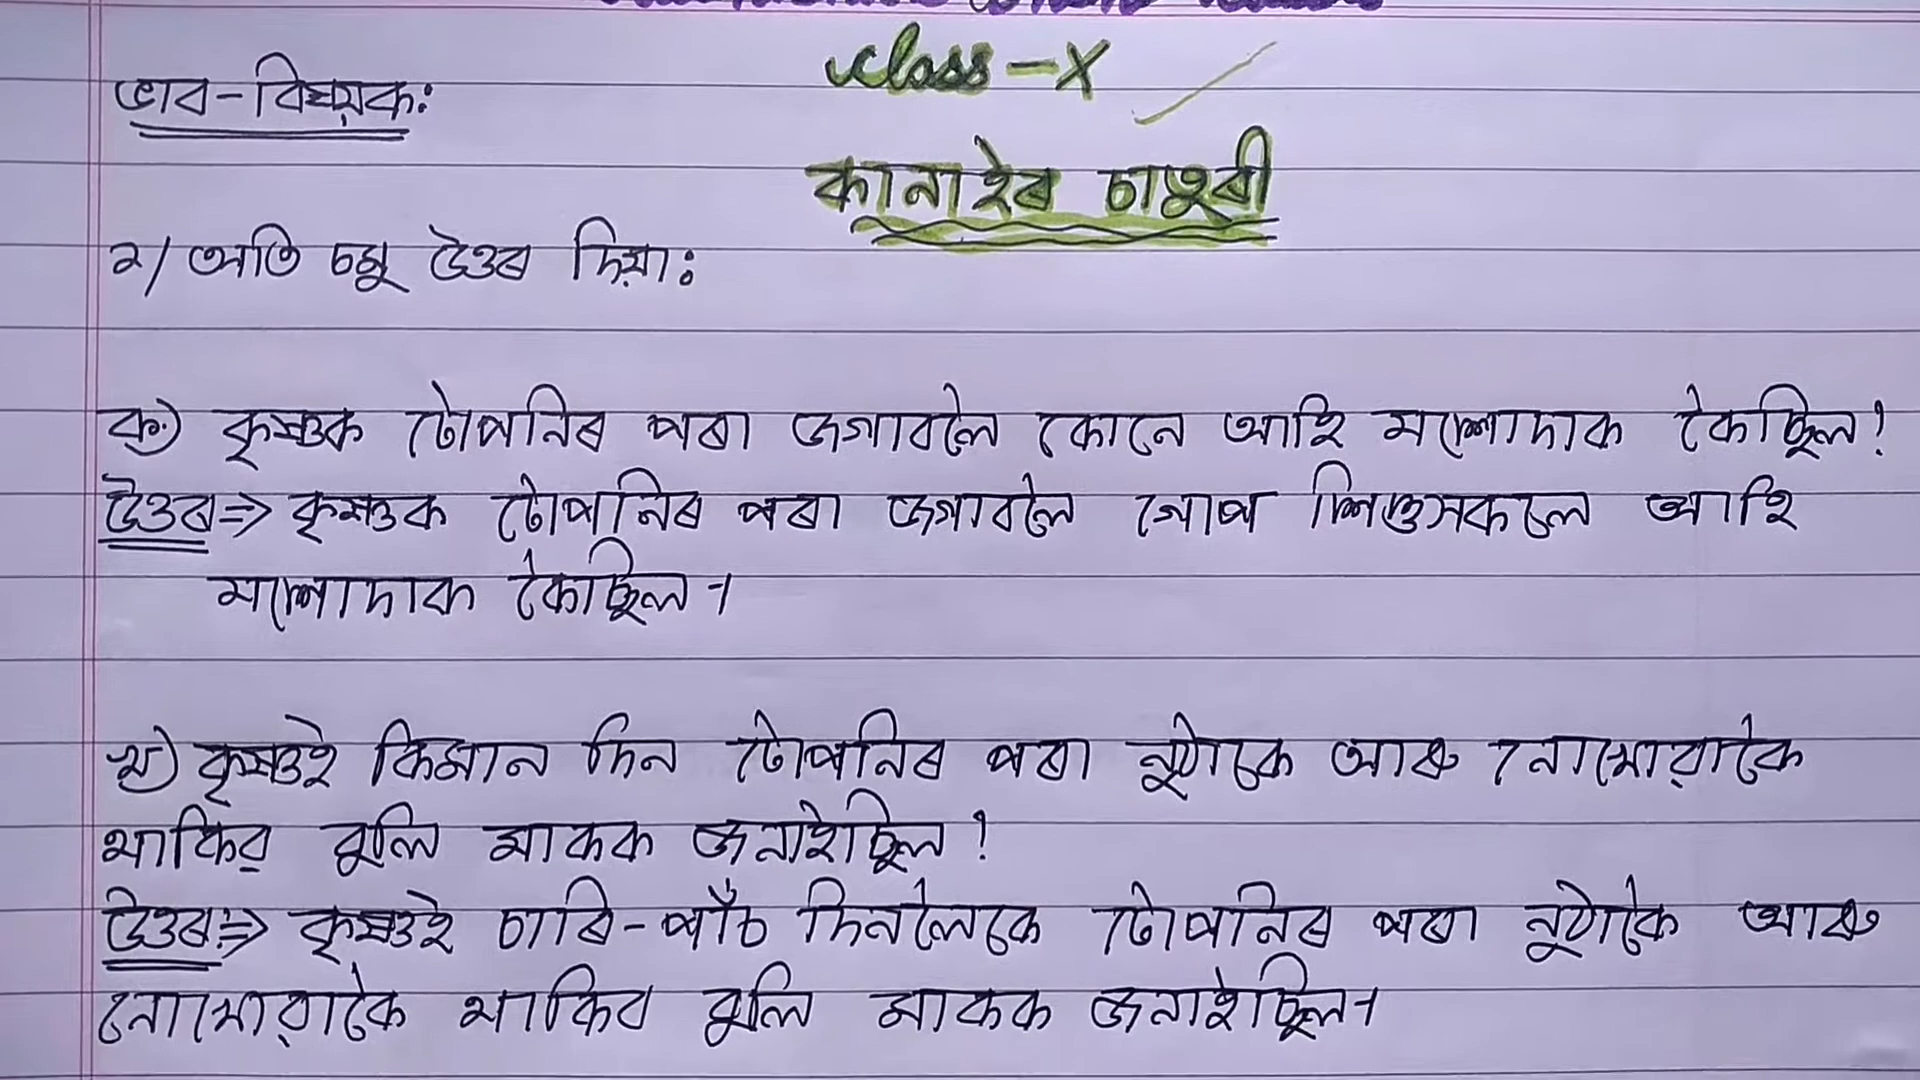 class - X
ভাব - বিষয়ক:
কানাইৰ চাতুৰী
২/ অতি চমু উত্তৰ দিয়া:
ক) কৃষ্ণক টোপনিৰ পৰা জগাবলৈ কোনে আহি যশোদাক কৈছিল?
উত্তৰ ⇒ কৃষ্ণক টোপনিৰ পৰা জগাবলৈ গোপ শিশুসকলে আহি
যশোদাক কৈছিল।
খ) কৃষ্ণই কিমান দিন টোপনিৰ পৰা নুঠাকৈ আৰু নোখোৱাকৈ
থাকিব বুলি মাকক জনাইছিল?
উত্তৰ:⇒ কৃষ্ণই চাৰি-পাঁচ দিনলৈকে টোপনিৰ পৰা নুঠাকৈ আৰু
নোখোৱাকৈ থাকিব বুলি মাকক জনাইছিল।